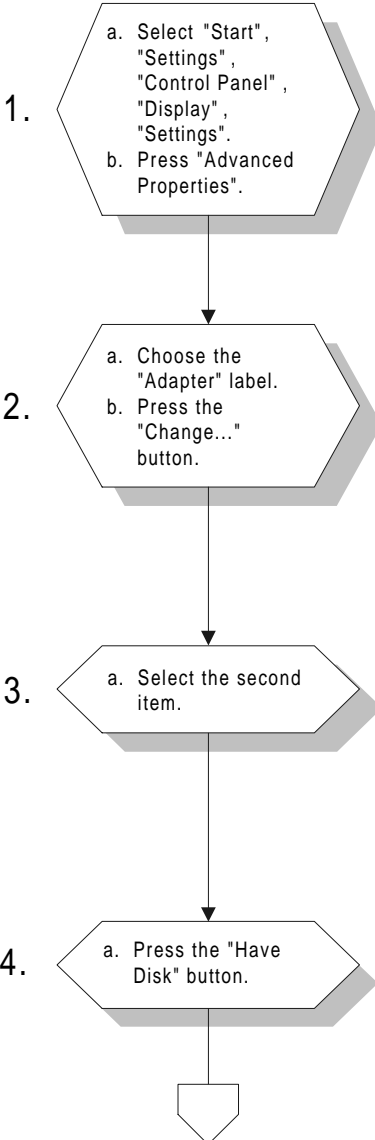 1.
a. Select "Start",
"Settings",
"Control Panel",
"Display",
"Settings".
b. Press "Advanced
Properties".
2.
a. Choose the
"Adapter" label.
b. Press the
"Change..."
button.
3.
a. Select the second
item.
4.
a. Press the "Have
Disk" button.